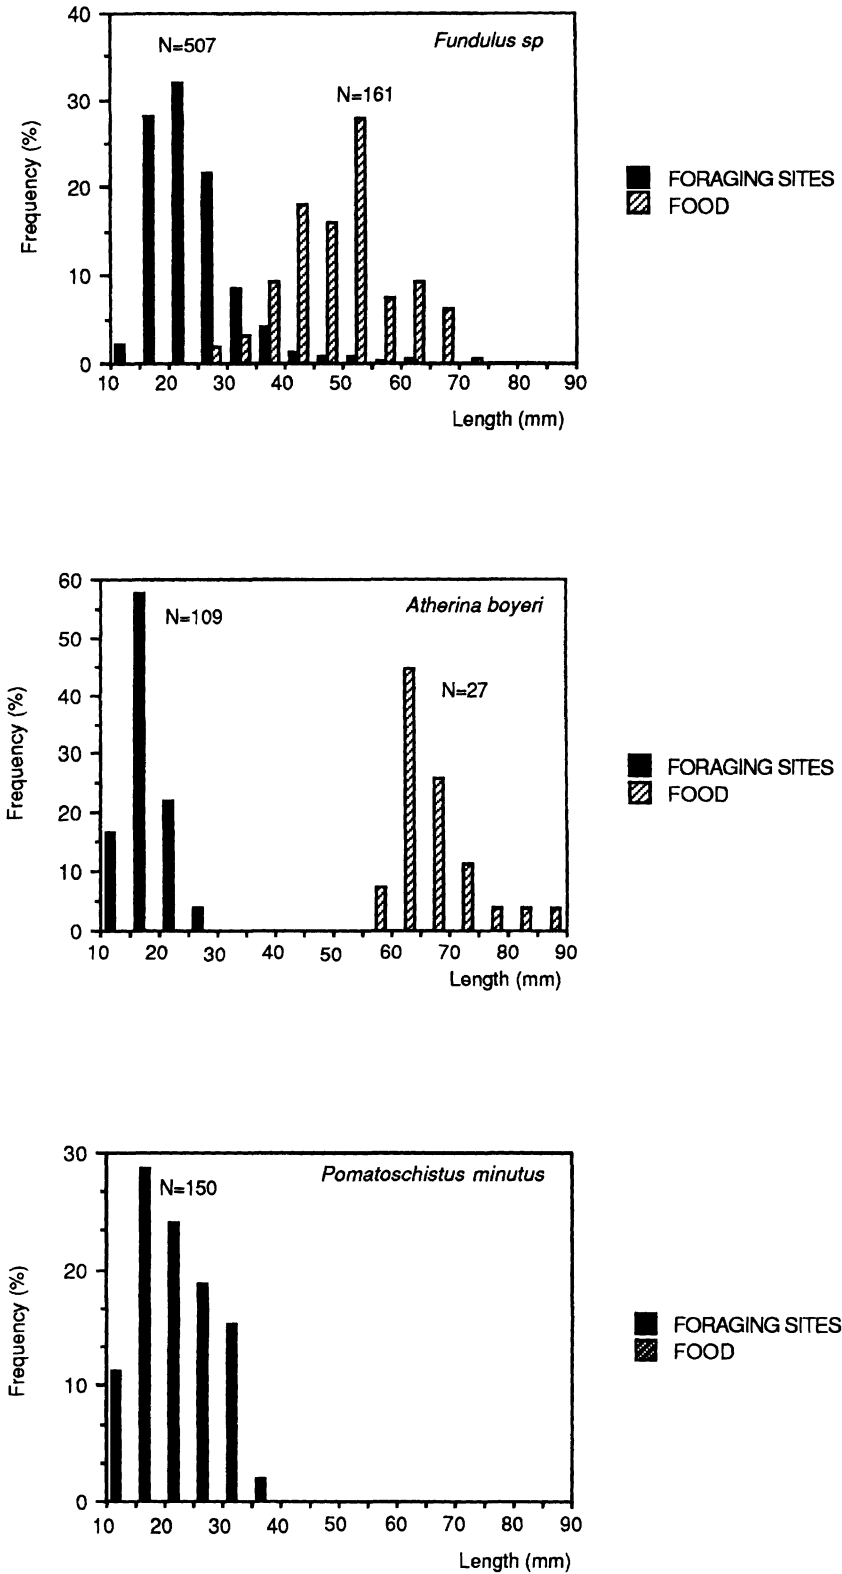 40
N=507
Fundulus sp
N=161
30
20
10
0
Frequency (%)
10 20 30 40 50 60 70 80 90
Length (mm)
FORAGING SITES
FOOD
60
Atherina boyeri
N=109
50
N=27
40
30
20
10
0
Frequency (%)
10 20 30 40 50 60 70 80 90
Length (mm)
FORAGING SITES
FOOD
30
Pomatoschistus minutus
N=150
20
10
0
Frequency (%)
10 20 30 40 50 60 70 80 90
Length (mm)
FORAGING SITES
FOOD